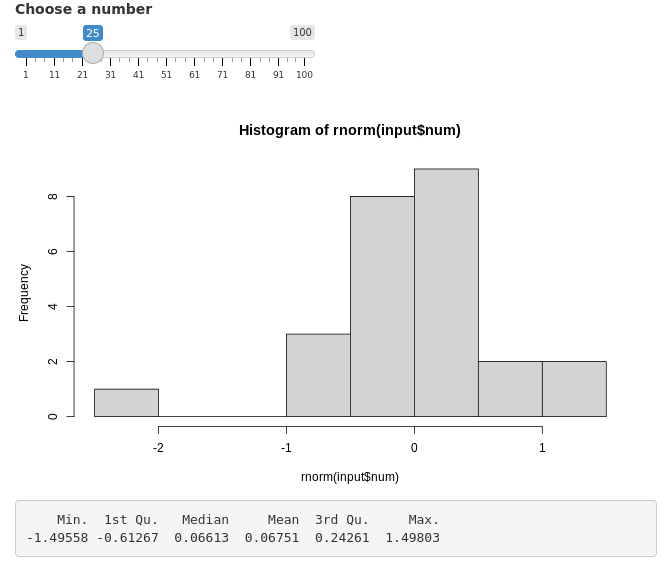 Choose a number
1 25 100
1 11 21 31 41 51 61 71 81 91 100
Histogram of rnorm(input$num)
Frequency
8
6
4
2
0
-2 -1 0 1
rnorm(input$num)
Min. 1st Qu. Median Mean 3rd Qu. Max.
-1.49558 -0.61267 0.06613 0.06751 0.24261 1.49803